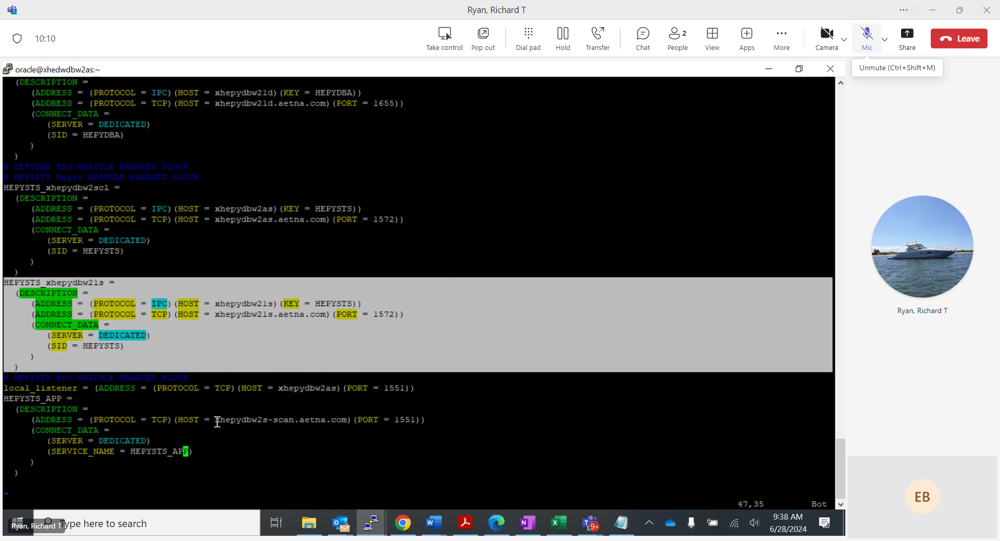 Ryan, Richard T
10:10
Take control
Pop out
Dial pad
Hold
Transfer
Chat
2
People
View
Apps
More
Camera
Mic
Share
Leave
Unmute (Ctrl+Shift+M)
oracle@xhedwdbw2as:~
(DESCRIPTION =
(ADDRESS = (PROTOCOL = IPC)(HOST = xhepydbw21d)(KEY = HEPYDBA))
(ADDRESS = (PROTOCOL = TCP)(HOST = xhepydbw21d.aetna.com)(PORT = 1655))
(CONNECT_DATA =
(SERVER = DEDICATED)
(SID = HEPYDBA)
)
)
# HEPYDBA End ANSIBLE MANAGED BLOCK
# HEPYSTS Begin ANSIBLE MANAGED BLOCK
HEPYSTS_xhepydbw2scl =
(DESCRIPTION =
(ADDRESS = (PROTOCOL = IPC)(HOST = xhepydbw2as)(KEY = HEPYSTS))
(ADDRESS = (PROTOCOL = TCP)(HOST = xhepydbw2as.aetna.com)(PORT = 1572))
(CONNECT_DATA =
(SERVER = DEDICATED)
(SID = HEPYSTS)
)
)
HEPYSTS_xhepydbw21s =
(DESCRIPTION =
(ADDRESS = (PROTOCOL = IPC)(HOST = xhepydbw21s)(KEY = HEPYSTS))
(ADDRESS = (PROTOCOL = TCP)(HOST = xhepydbw21s.aetna.com)(PORT = 1572))
(CONNECT_DATA =
(SERVER = DEDICATED)
(SID = HEPYSTS)
)
)
# HEPYSTS End ANSIBLE MANAGED BLOCK
local_listener = (ADDRESS = (PROTOCOL = TCP)(HOST = xhepydbw2as)(PORT = 1551))
HEPYSTS_APP =
(DESCRIPTION =
(ADDRESS = (PROTOCOL = TCP)(HOST = xhepydbw2s-scan.aetna.com)(PORT = 1551))
(CONNECT_DATA =
(SERVER = DEDICATED)
(SERVICE_NAME = HEPYSTS_APP)
)
)
~
47,35
Bot
Ryan, Richard T
EB
Ryan, Richard T
Type here to search
9+
9:38 AM
6/28/2024